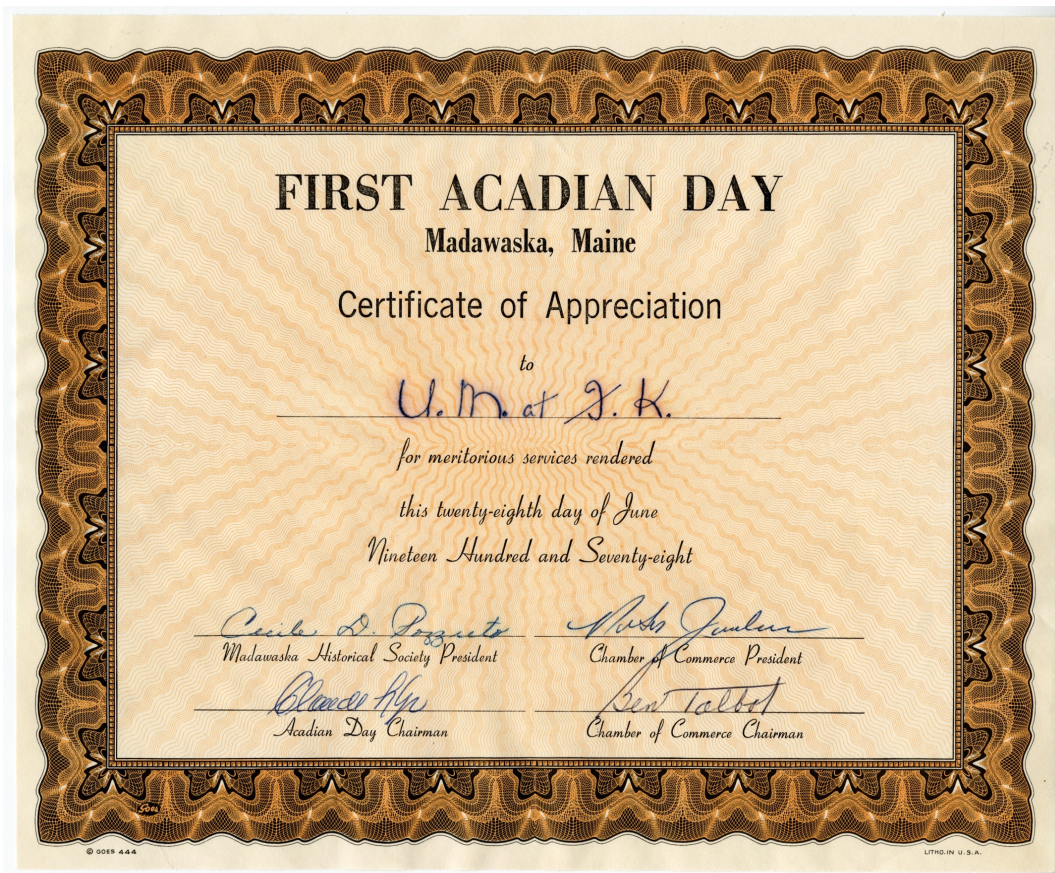 FIRST ACADIAN DAY
Madawaska, Maine
Certificate of Appreciation
to
U. M. at F. K.
for meritorious services rendered
this twenty-eighth day of June
Nineteen Hundred and Seventy-eight
Cecile D. Pozzuto
Madawaska Historical Society President
Chamber of Commerce President
Claude
Acadian Day Chairman
Ben Talbot
Chamber of Commerce Chairman
Goes
© GOES 444
LITHO. IN U. S. A.